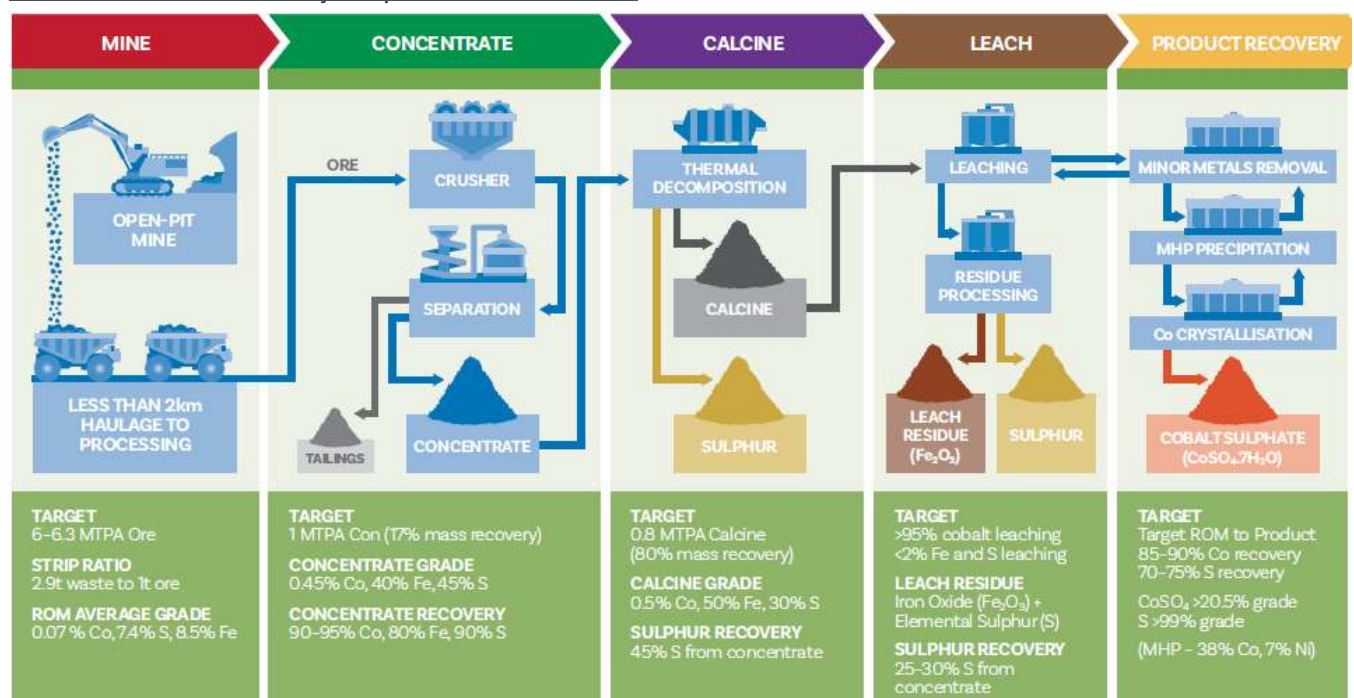 MINE
CONCENTRATE
CALCINE
LEACH
PRODUCT RECOVERY
OPEN-PIT
MINE
LESS THAN 2km
HAULAGE TO
PROCESSING
ORE
CRUSHER
SEPARATION
TAILINGS
CONCENTRATE
THERMAL
DECOMPOSITION
CALCINE
SULPHUR
LEACHING
RESIDUE
PROCESSING
LEACH
RESIDUE
(Fe₂O₃)
SULPHUR
MINOR METALS REMOVAL
MHP PRECIPITATION
Co CRYSTALLISATION
COBALT SULPHATE
(CoSO₄.7H₂O)
TARGET
6–6.3 MTPA Ore
STRIP RATIO
2.9t waste to 1t ore
ROM AVERAGE GRADE
0.07% Co, 7.4% S, 8.5% Fe
TARGET
1 MTPA Con (17% mass recovery)
CONCENTRATE GRADE
0.45% Co, 40% Fe, 45% S
CONCENTRATE RECOVERY
90–95% Co, 80% Fe, 90% S
TARGET
0.8 MTPA Calcine
(80% mass recovery)
CALCINE GRADE
0.5% Co, 50% Fe, 30% S
SULPHUR RECOVERY
45% S from concentrate
TARGET
>95% cobalt leaching
<2% Fe and S leaching
LEACH RESIDUE
Iron Oxide (Fe₂O₃) +
Elemental Sulphur (S)
SULPHUR RECOVERY
25–30% S from
concentrate
TARGET
Target ROM to Product
85–90% Co recovery
70–75% S recovery
CoSO₄ >20.5% grade
S >99% grade
(MHP – 38% Co, 7% Ni)